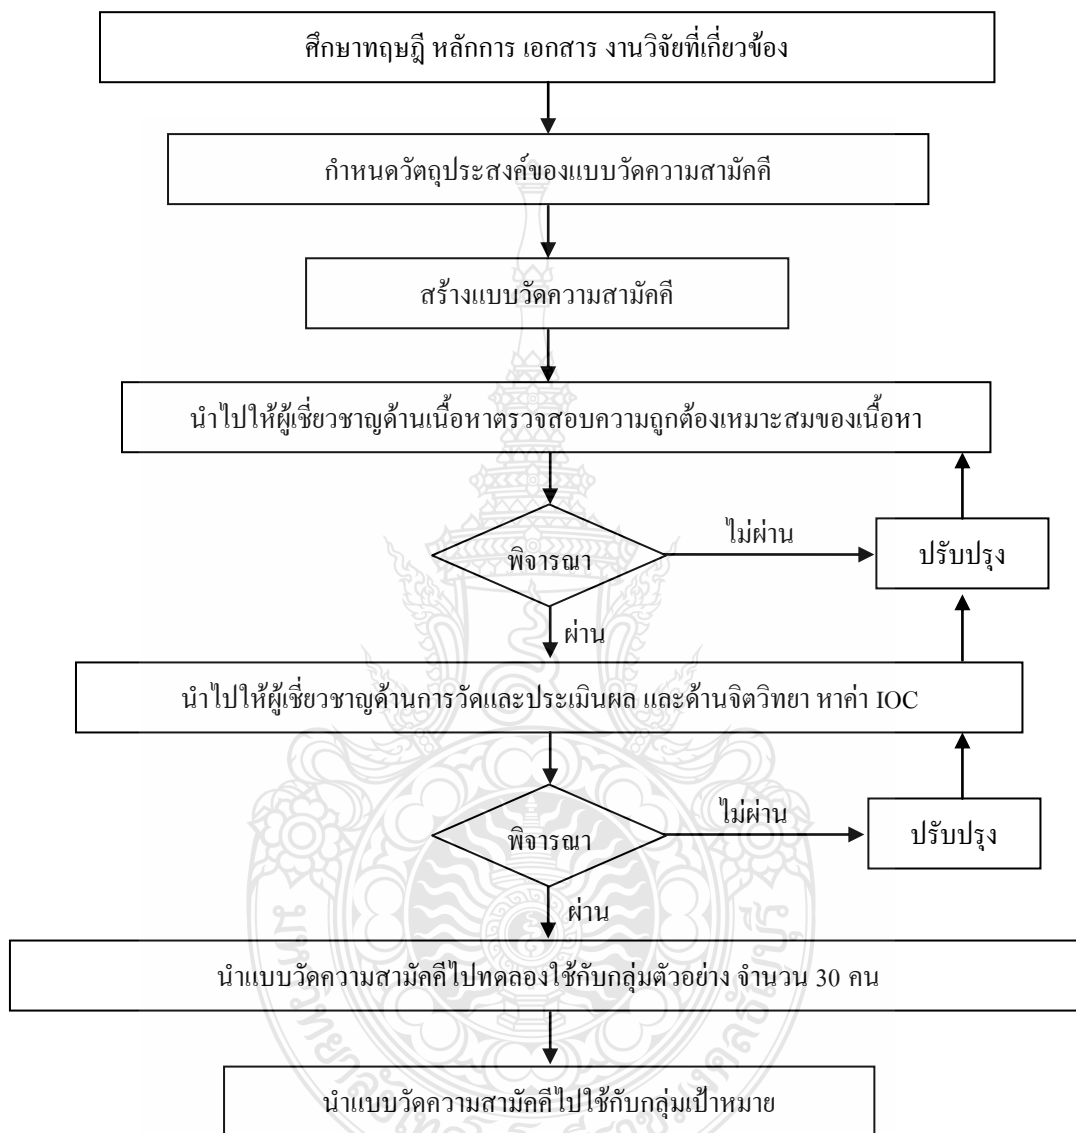 ศึกษาทฤษฎี หลักการ เอกสาร งานวิจัยที่เกี่ยวข้อง
กำหนดวัตถุประสงค์ของแบบวัดความสามัคคี
สร้างแบบวัดความสามัคคี
นำไปให้ผู้เชี่ยวชาญด้านเนื้อหาตรวจสอบความถูกต้องเหมาะสมของเนื้อหา
พิจารณา
ไม่ผ่าน
ปรับปรุง
ผ่าน
นำไปให้ผู้เชี่ยวชาญด้านการวัดและประเมินผล และด้านจิตวิทยา หาค่า IOC
พิจารณา
ไม่ผ่าน
ปรับปรุง
ผ่าน
นำแบบวัดความสามัคคีไปทดลองใช้กับกลุ่มตัวอย่าง จำนวน 30 คน
นำแบบวัดความสามัคคีไปใช้กับกลุ่มเป้าหมาย